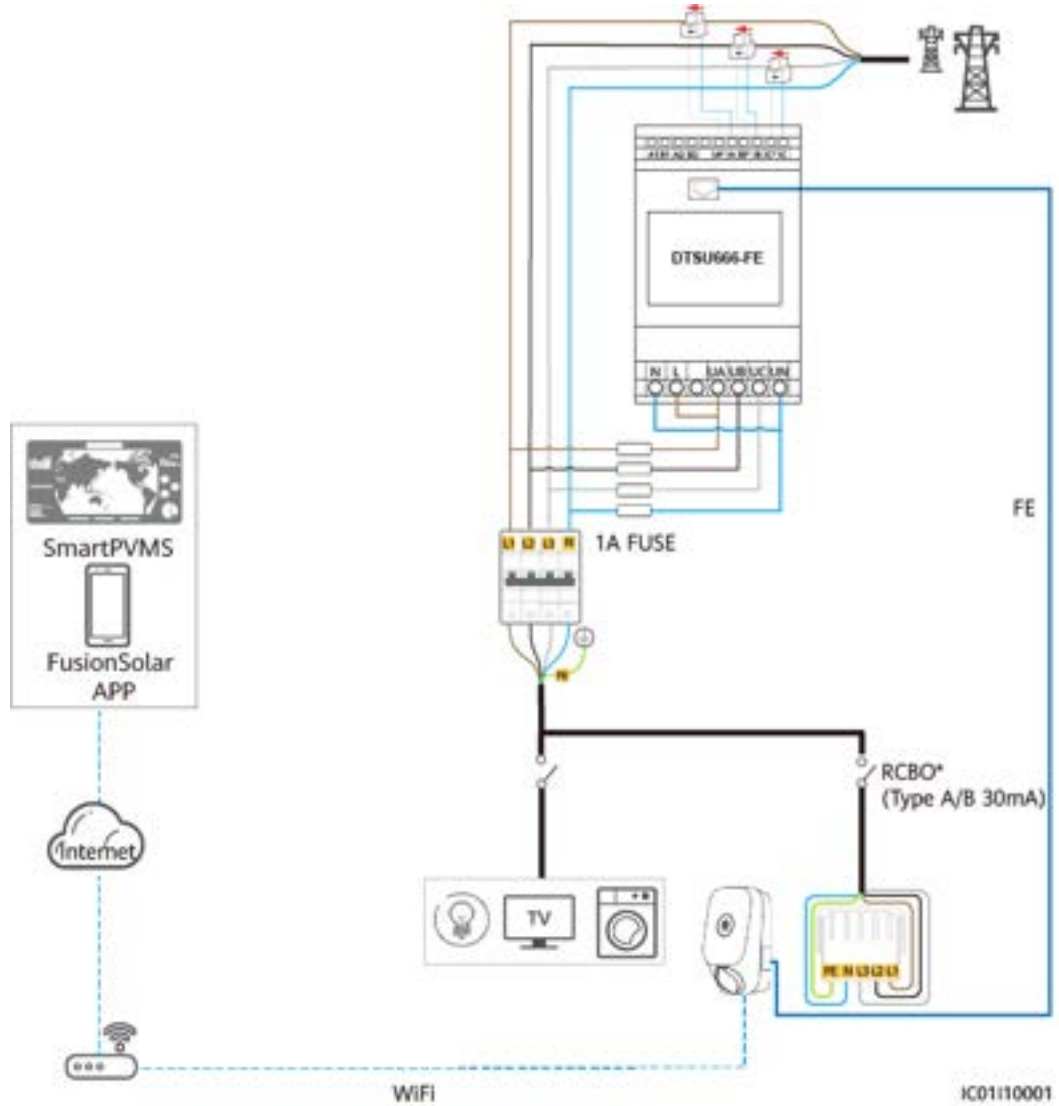 DTSU666-FE
N L UA UB UC UN
FE
L1 L2 L3 N
1A FUSE
SmartPVMS
FusionSolar
APP
PE
RCBO*
(Type A/B 30mA)
Internet
TV
PE N L3 L2 L1
WiFi
IC01I10001